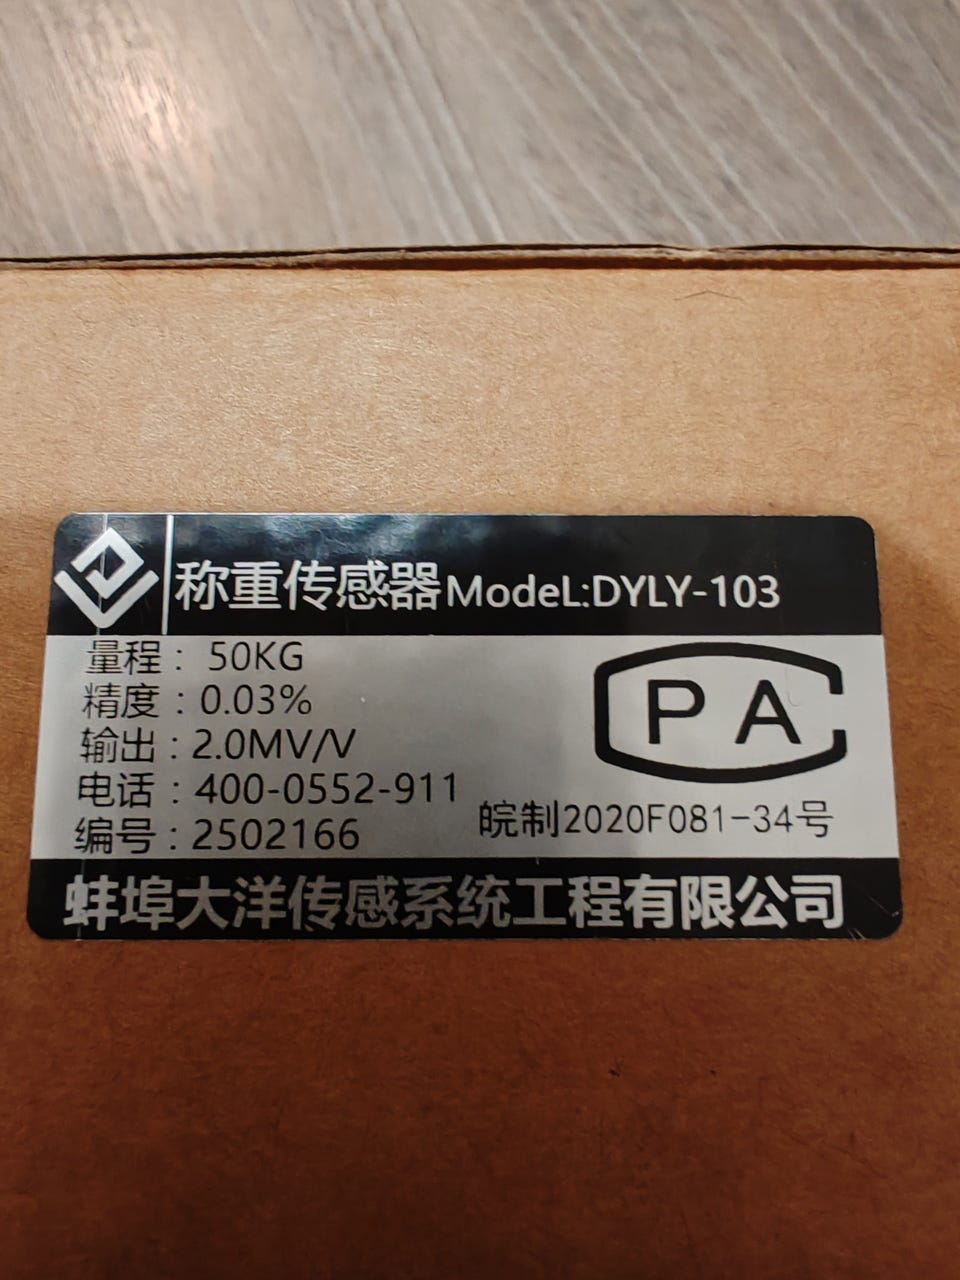 称重传感器ModeL:DYLY-103
量程：50KG
精度：0.03%
输出：2.0MV/V
电话：400-0552-911
编号：2502166
CPA
皖制2020F081-34号
蚌埠大洋传感系统工程有限公司